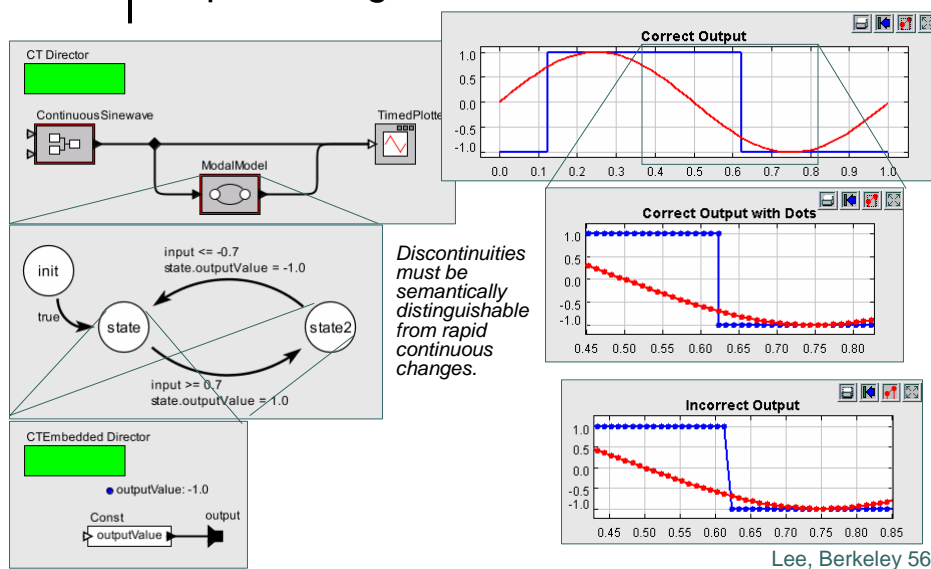 CT Director
ContinuousSinewave
TimedPlotte
ModalModel
init
true
state
state2
input <= -0.7
state.outputValue = -1.0
input >= 0.7
state.outputValue = 1.0
CTEmbedded Director
outputValue: -1.0
Const
outputValue
output
Discontinuities
must be
semantically
distinguishable
from rapid
continuous
changes.
Correct Output
1.0
0.5
0.0
-0.5
-1.0
0.0 0.1 0.2 0.3 0.4 0.5 0.6 0.7 0.8 0.9 1.0
Correct Output with Dots
1.0
0.5
0.0
-0.5
-1.0
0.45 0.50 0.55 0.60 0.65 0.70 0.75 0.80
Incorrect Output
1.0
0.5
0.0
-0.5
-1.0
0.45 0.50 0.55 0.60 0.65 0.70 0.75 0.80 0.85
Lee, Berkeley 56